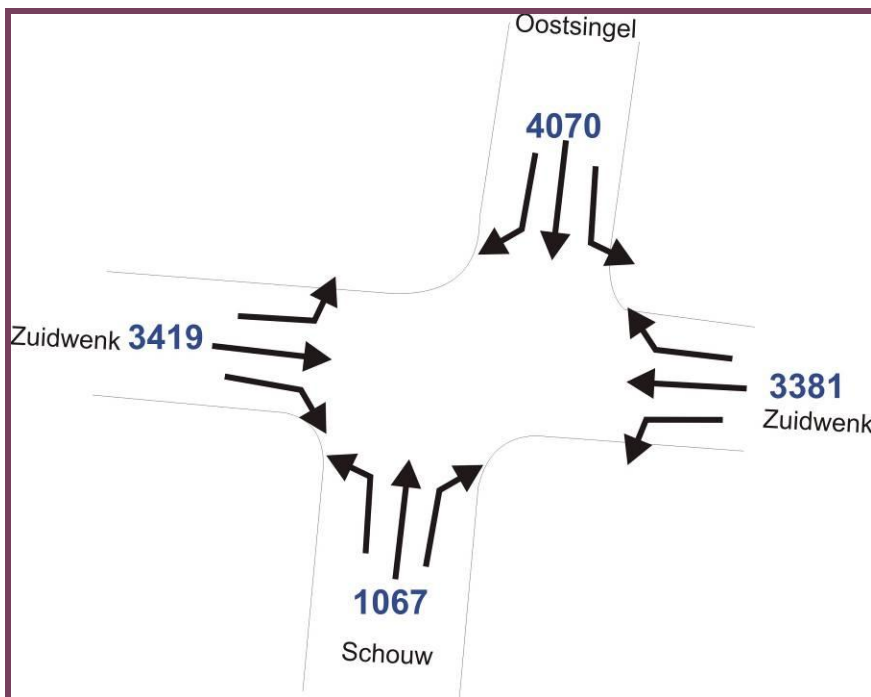 Oostsingel
4070
Zuidwenk 3419
3381
Zuidwenk
1067
Schouw